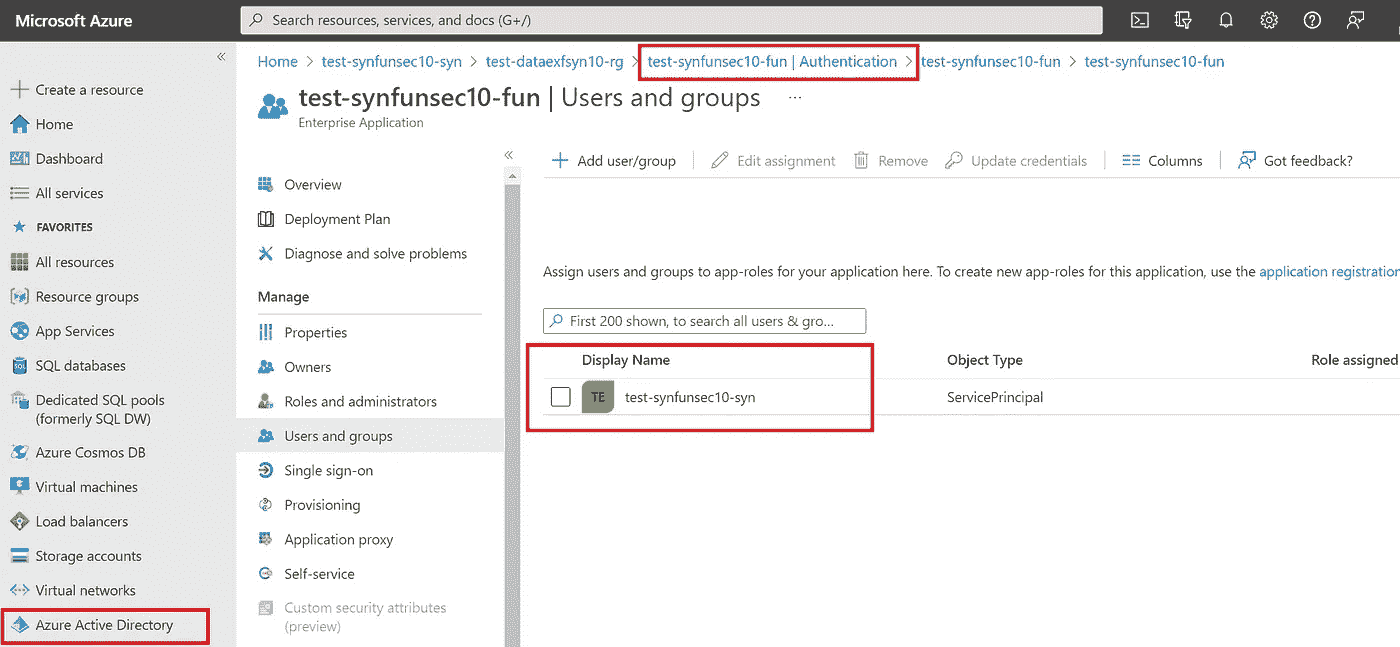 Microsoft Azure
Search resources, services, and docs (G+/)
Home > test-synfunsec10-syn > test-dataexfsyn10-rg > test-synfunsec10-fun | Authentication > test-synfunsec10-fun > test-synfunsec10-fun
test-synfunsec10-fun | Users and groups ...
Enterprise Application
Create a resource
Home
Dashboard
All services
FAVORITES
All resources
Resource groups
App Services
SQL databases
Dedicated SQL pools
(formerly SQL DW)
Azure Cosmos DB
Virtual machines
Load balancers
Storage accounts
Virtual networks
Azure Active Directory
Overview
Deployment Plan
Diagnose and solve problems
Manage
Properties
Owners
Roles and administrators
Users and groups
Single sign-on
Provisioning
Application proxy
Self-service
Custom security attributes
(preview)
Add user/group | Edit assignment Remove Update credentials | Columns | Got feedback?
Assign users and groups to app-roles for your application here. To create new app-roles for this application, use the application registration
First 200 shown, to search all users & gro...
Display Name Object Type Role assigned
TE test-synfunsec10-syn ServicePrincipal